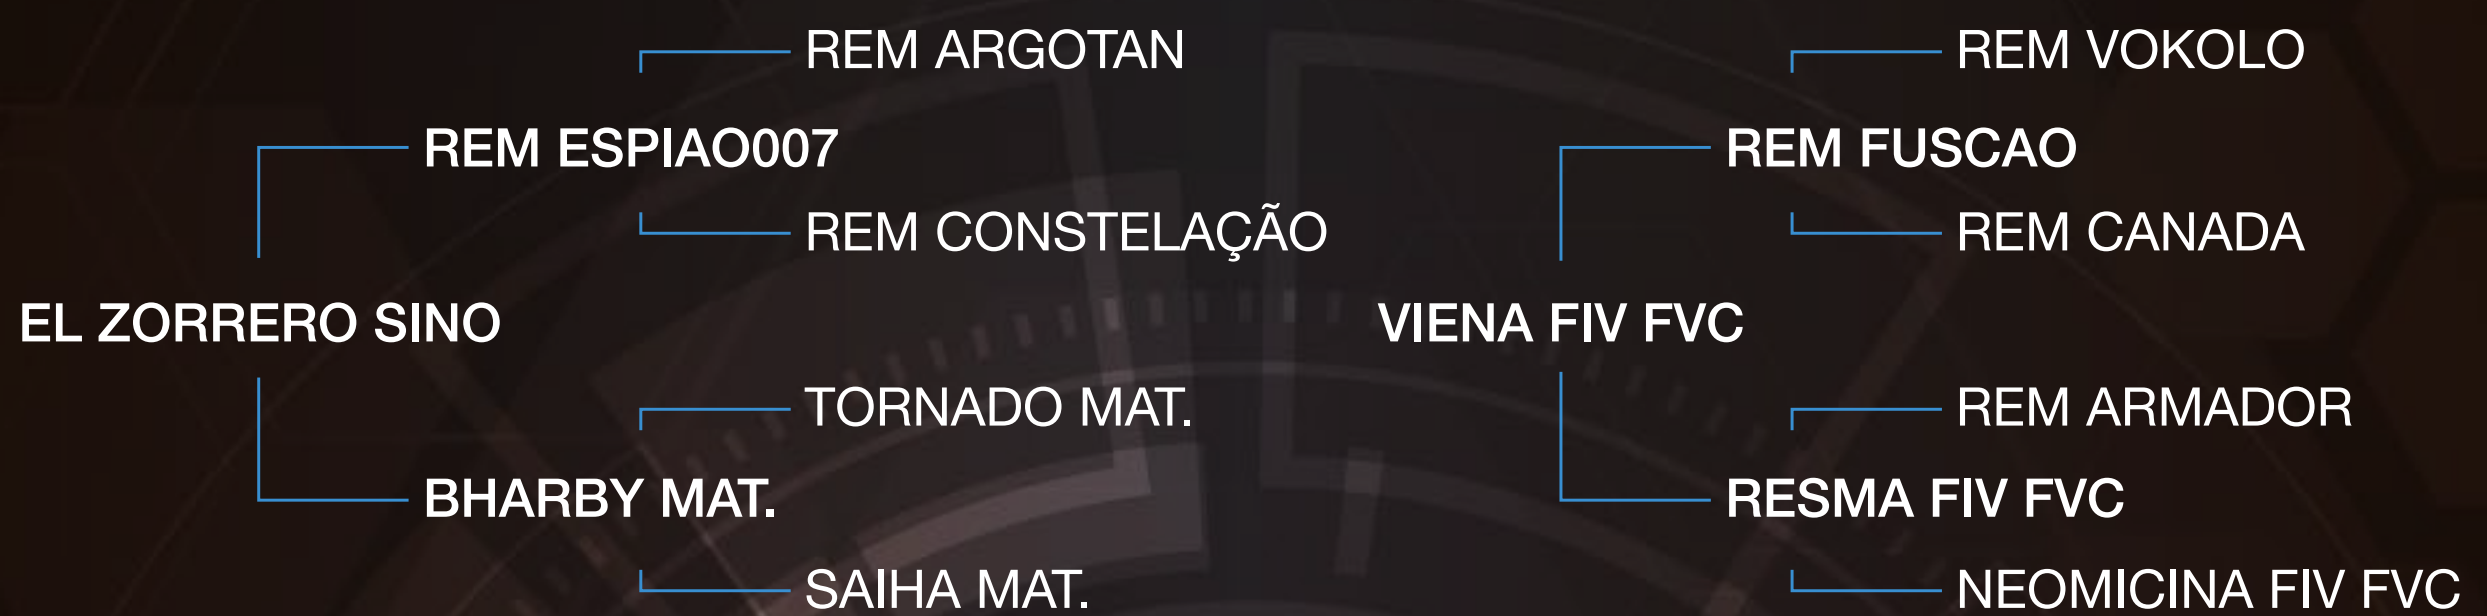 REM ARGOTAN
REM ESPIAO007
REM CONSTELAÇÃO
EL ZORRERO SINO
TORNADO MAT.
BHARBY MAT.
SAIHA MAT.
REM VOKOLO
REM FUSCAO
REM CANADA
VIENA FIV FVC
REM ARMADOR
RESMA FIV FVC
NEOMICINA FIV FVC